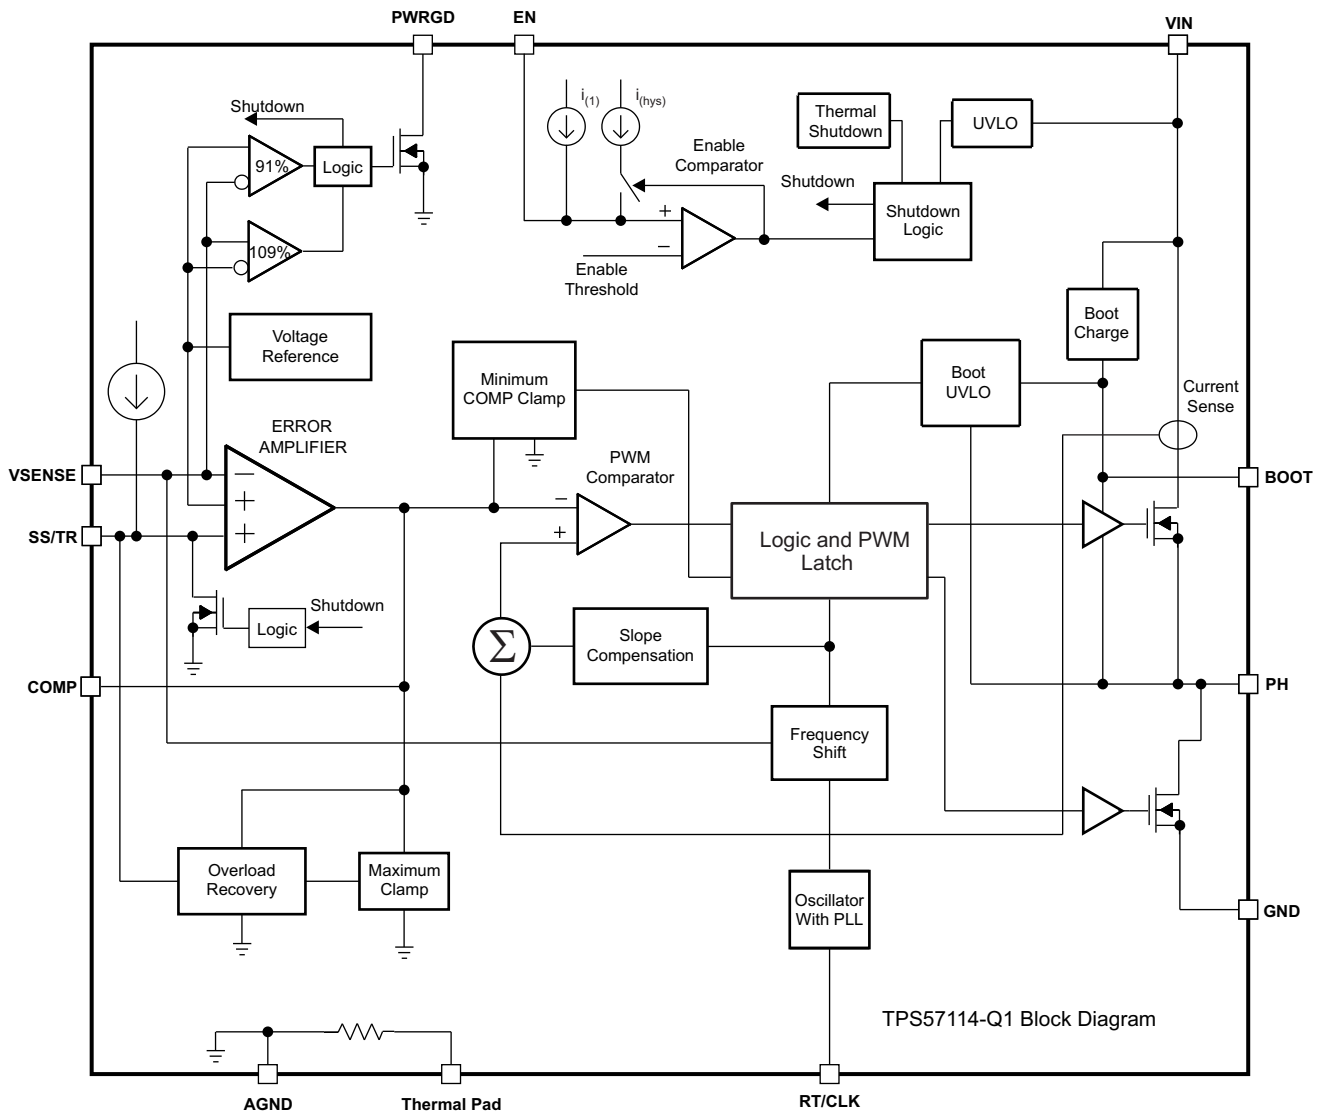 PWRGD
EN
VIN
Shutdown
91%
Logic
109%
i(1)
i(hys)
Enable
Comparator
+
−
Enable
Threshold
Thermal
Shutdown
UVLO
Shutdown
Shutdown
Logic
Boot
Charge
Voltage
Reference
Minimum
COMP Clamp
Boot
UVLO
Current
Sense
ERROR
AMPLIFIER
PWM
Comparator
VSENSE
−
+
+
SS/TR
−
+
Logic and PWM
Latch
BOOT
Logic
Shutdown
Σ
Slope
Compensation
COMP
PH
Frequency
Shift
Overload
Recovery
Maximum
Clamp
Oscillator
With PLL
GND
TPS57114-Q1 Block Diagram
AGND
Thermal Pad
RT/CLK